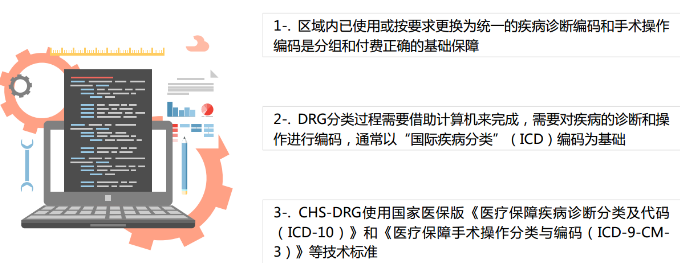 1-. 区域内已使用或按要求更换为统一的疾病诊断编码和手术操作
编码是分组和付费正确的基础保障
2-. DRG分类过程需要借助计算机来完成，需要对疾病的诊断和操
作进行编码，通常以“国际疾病分类”（ICD）编码为基础
3-. CHS-DRG使用国家医保版《医疗保障疾病诊断分类及代码
（ICD-10）》和《医疗保障手术操作分类与编码（ICD-9-CM-
3）》等技术标准